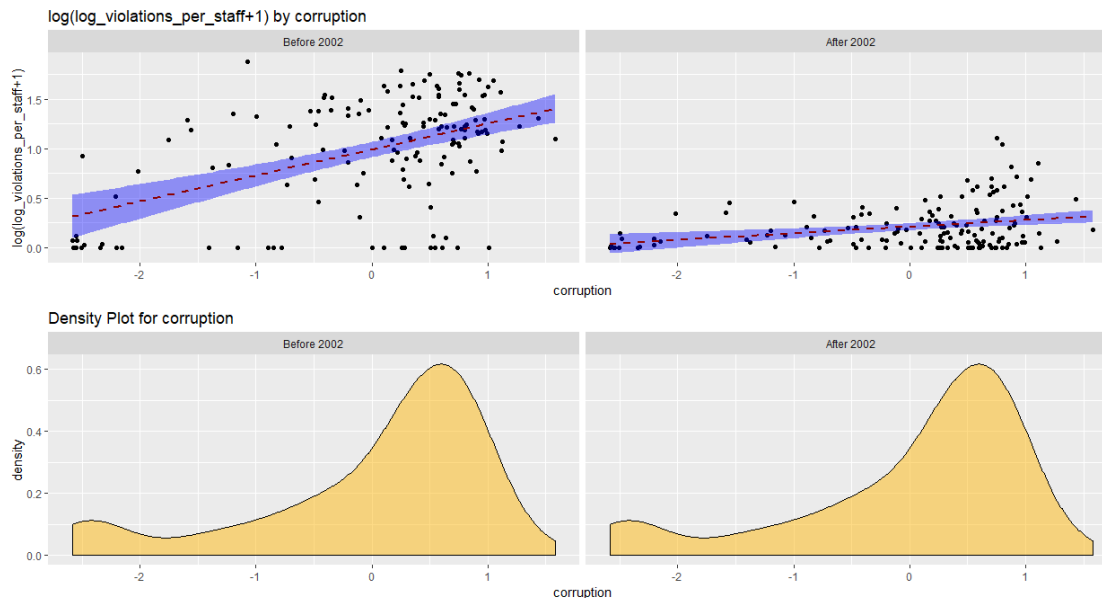 log(log_violations_per_staff+1) by corruption
Before 2002
After 2002
log(log_violations_per_staff+1)
1.5
1.0
0.5
0.0
-2
-1
0
1
-2
-1
0
1
corruption
Density Plot for corruption
Before 2002
After 2002
density
0.6
0.4
0.2
0.0
-2
-1
0
1
-2
-1
0
1
corruption